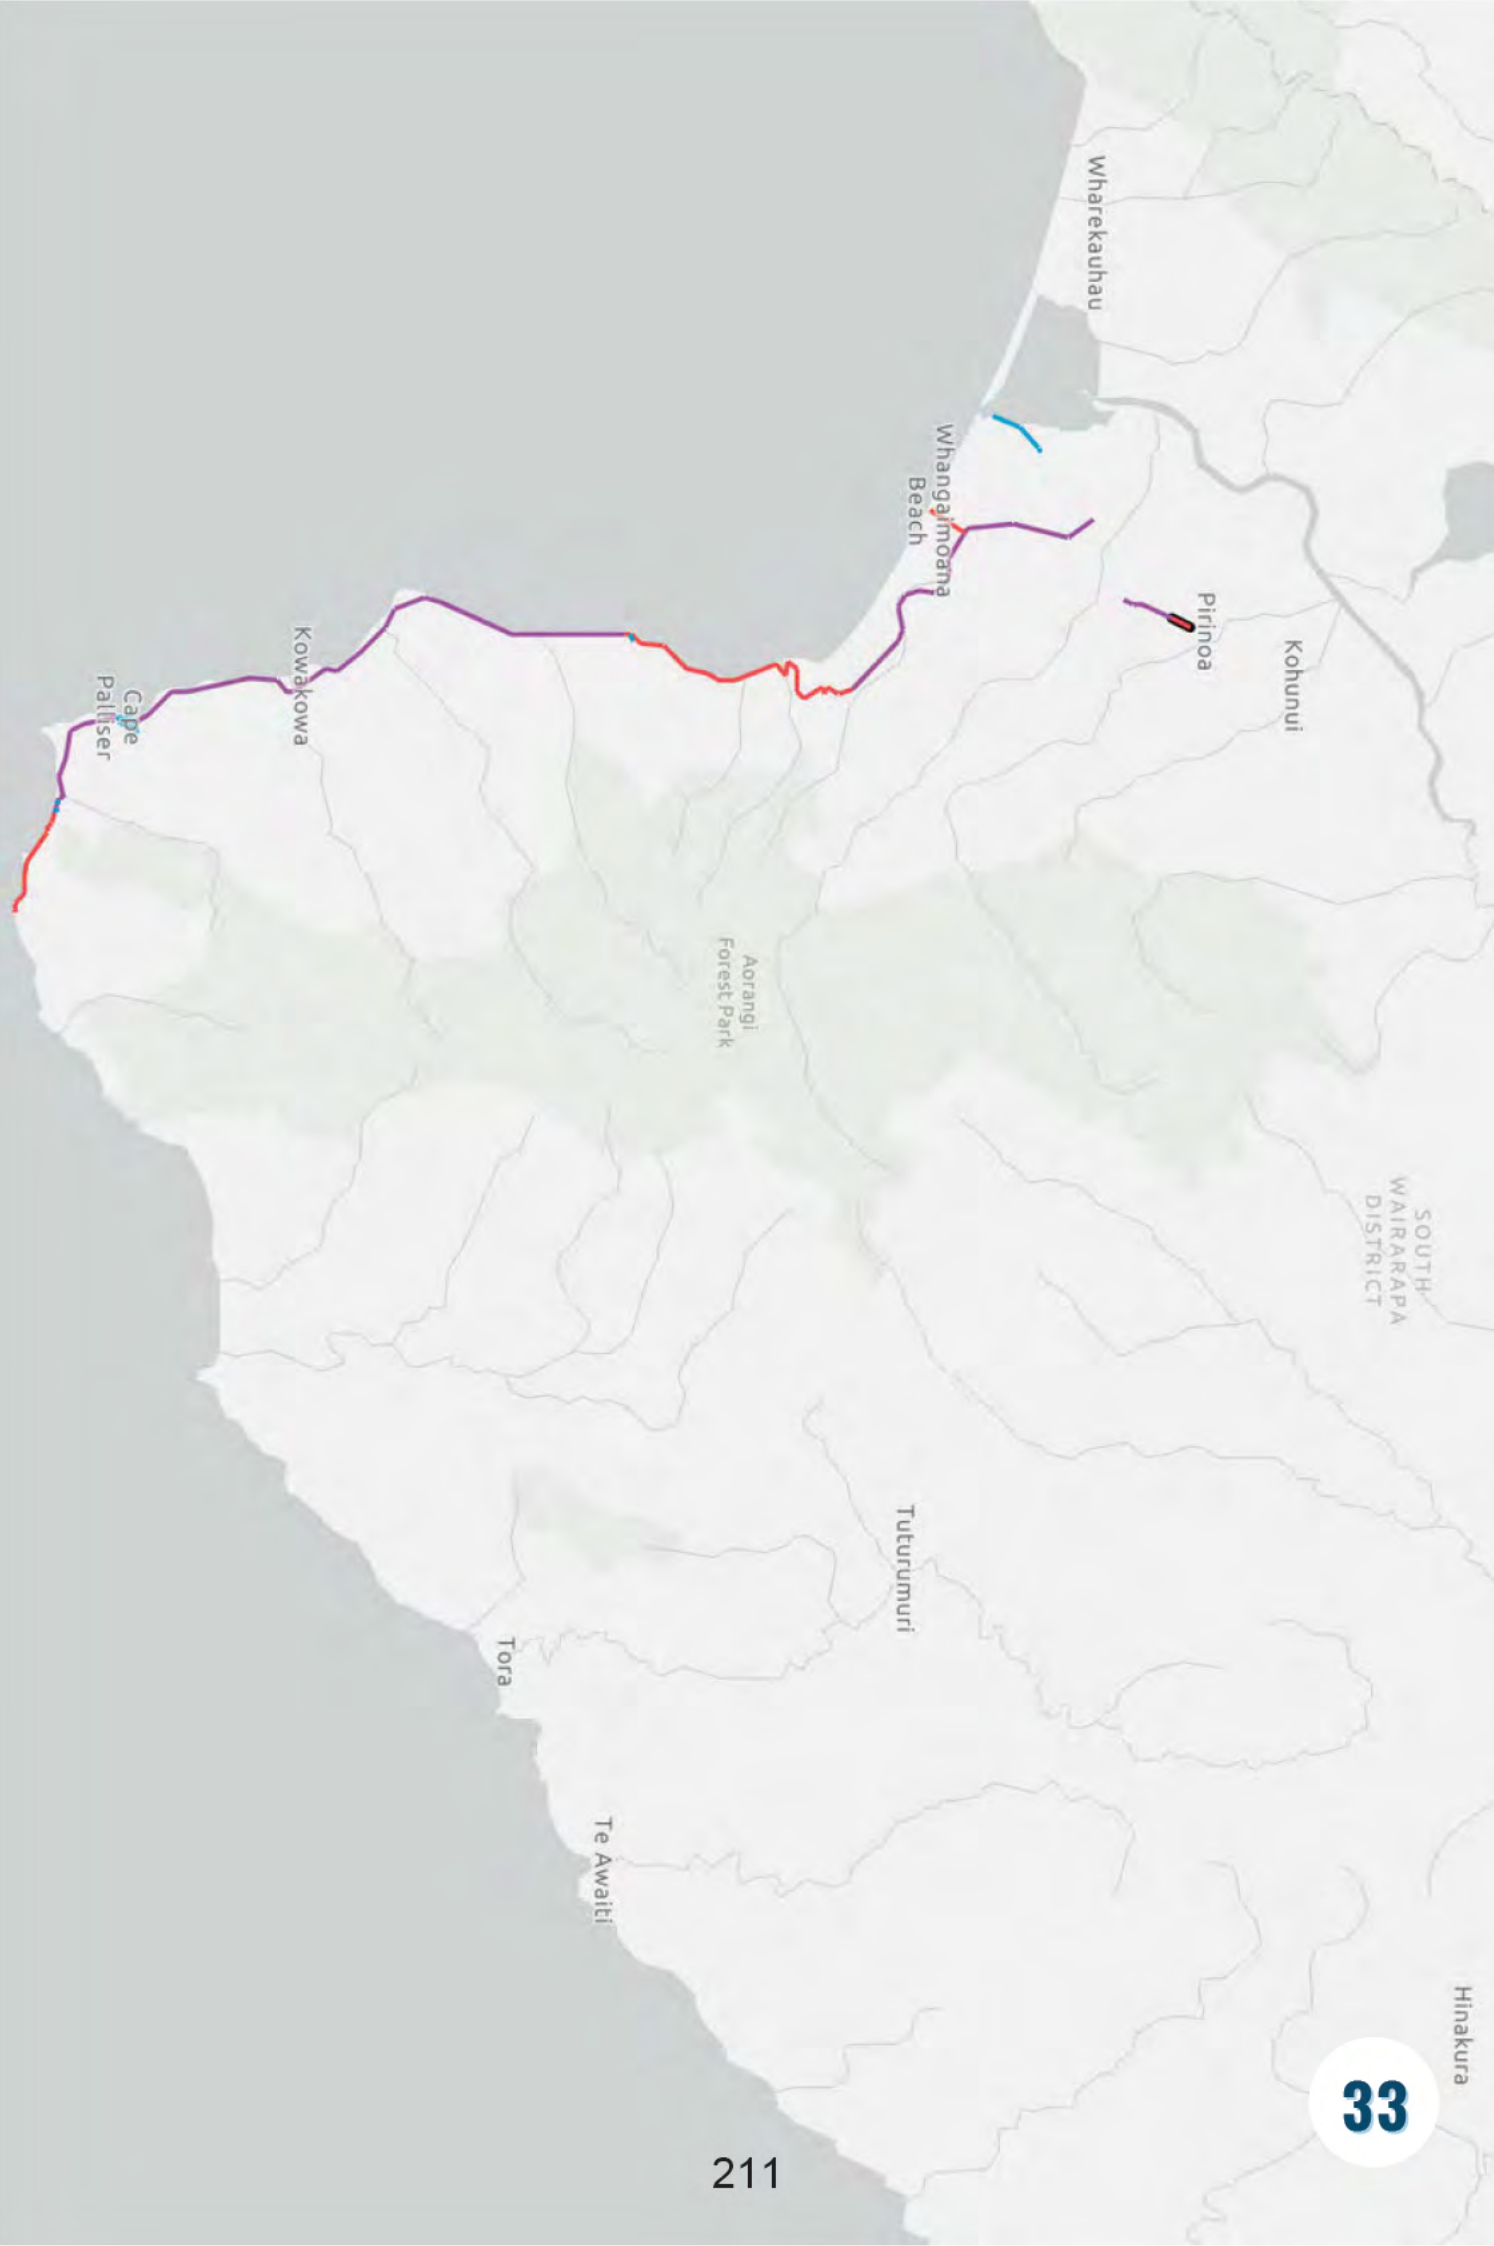 Wharekauhau
Whangaimoana
Beach
Pirinoa
Kohunui
Kowakowa
Cape
Palliser
Aorangi
Forest Park
SOUTH
WAIRARAPA
DISTRICT
Tuturumuri
Tora
Te Awaiti
Hinakura
33
211